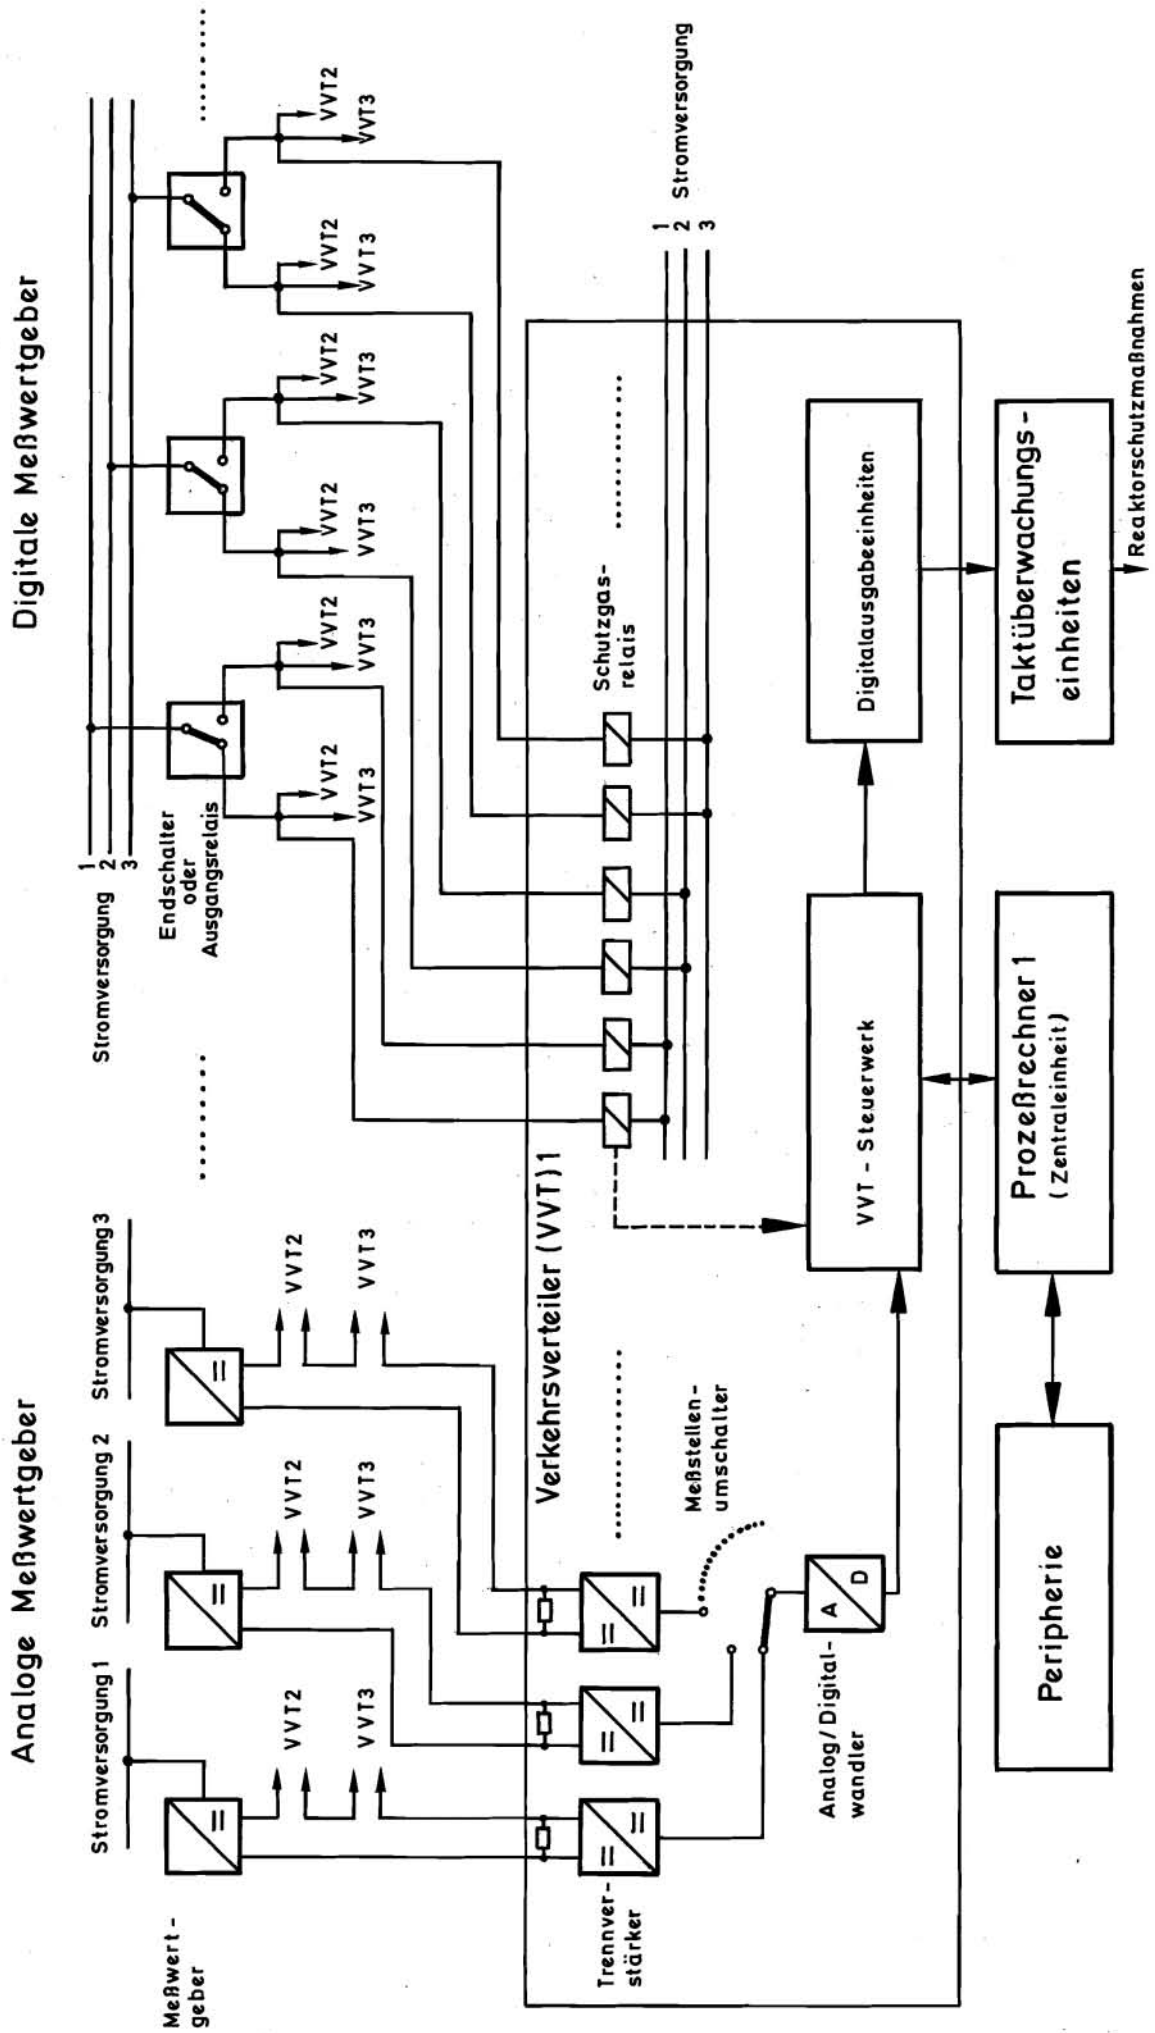 Analoge Meßwertgeber
Digitale Meßwertgeber
Stromversorgung 1
Stromversorgung 2
Stromversorgung 3
Stromversorgung
1
2
3
Meßwert-
geber
VVT2
VVT3
VVT2
VVT3
VVT2
VVT3
Endschalter
oder
Ausgangsrelais
VVT2
VVT3
VVT2
VVT3
VVT2
VVT3
VVT2
VVT3
VVT2
VVT3
VVT2
VVT3
Verkehrsverteiler (VVT) 1
Trennver-
stärker
Schutzgas-
relais
1
2
3
Stromversorgung
Meßstellen-
umschalter
Analog/Digital-
wandler
A
D
VVT - Steuerwerk
Digitalausgabeeinheiten
Peripherie
Prozeßrechner 1
(Zentraleinheit)
Taktüberwachungs-
einheiten
Reaktorschutzmaßnahmen